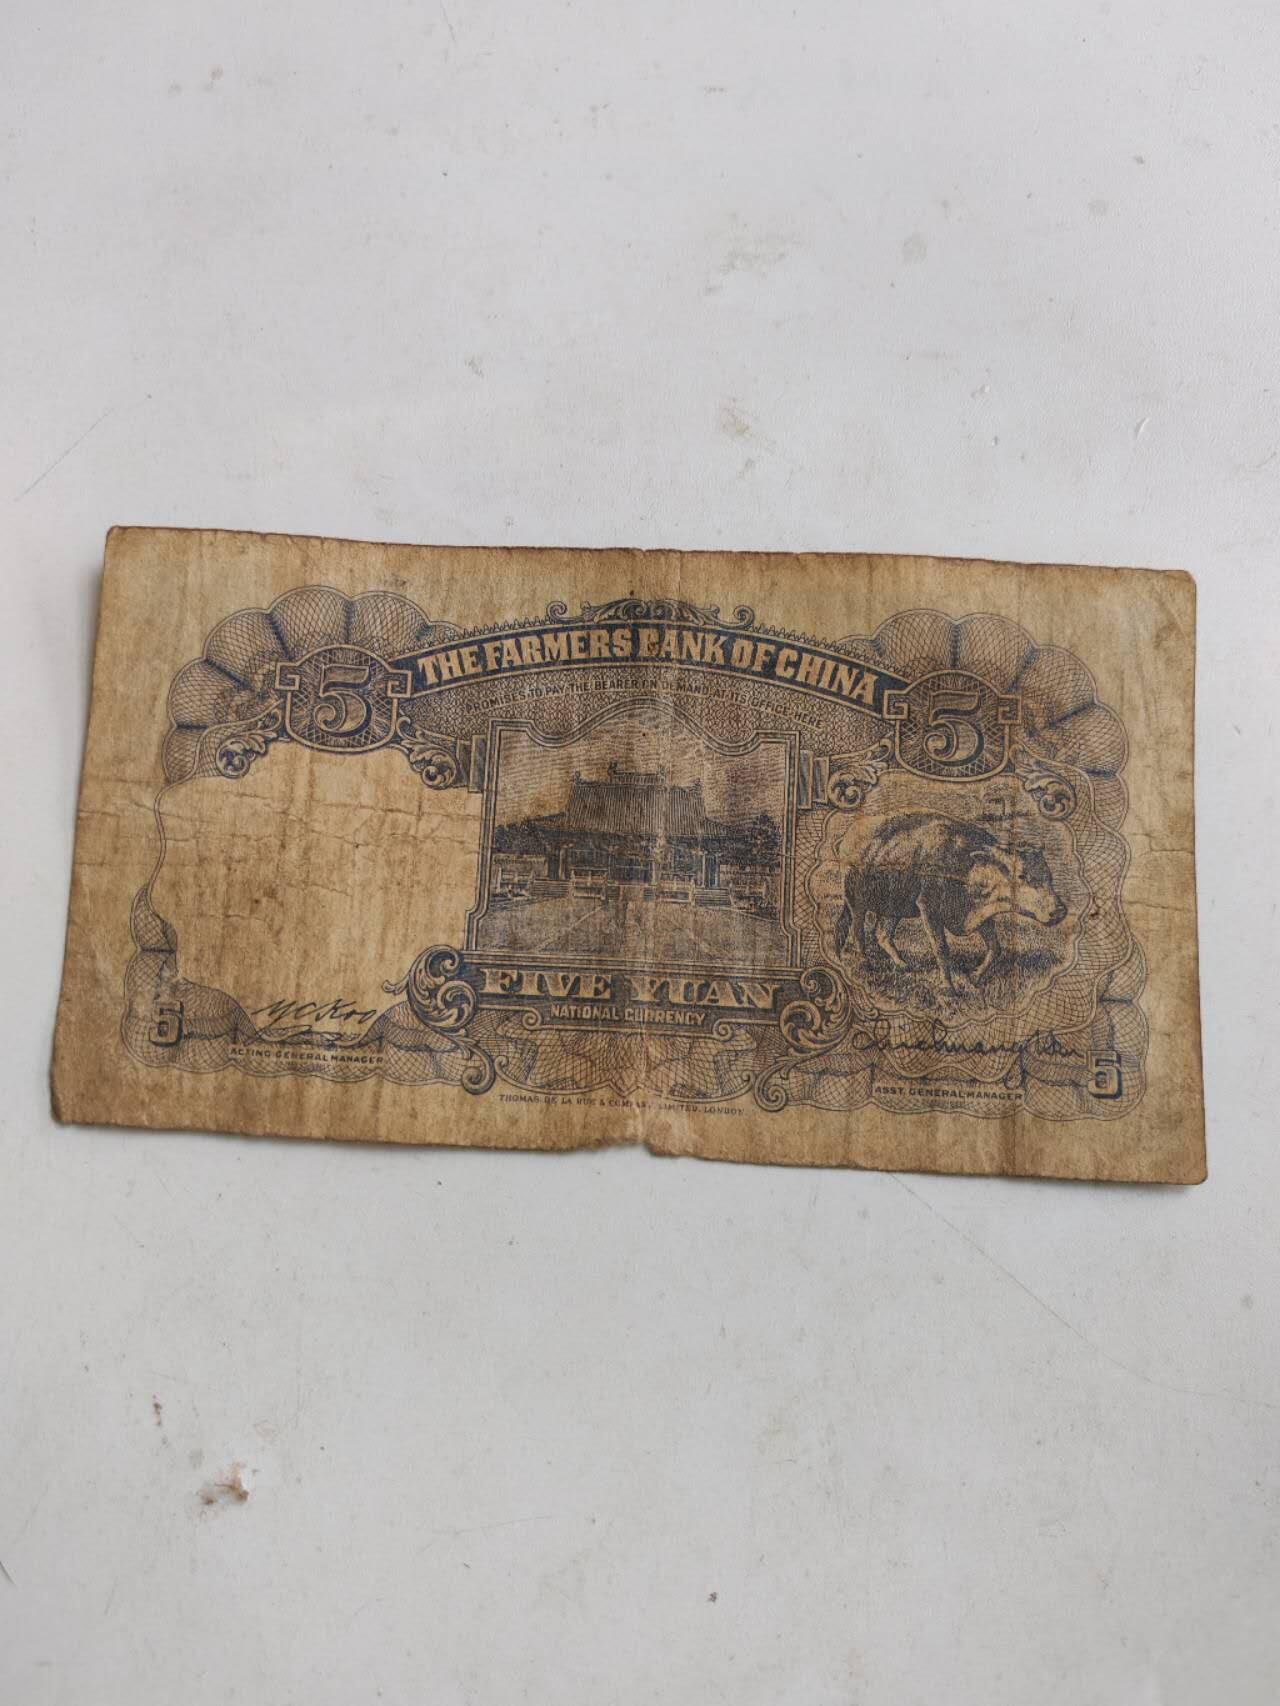 THE FARMERS BANK OF CHINA
PROMISES TO PAY THE BEARER ON DEMAND AT ITS OFFICE HERE
5 5
FIVE YUAN
NATIONAL CURRENCY
5 5
Y C Koo
ACTING GENERAL MANAGER
ASST. GENERAL MANAGER
THOMAS DE LA RUE & COMPANY, LIMITED, LONDON